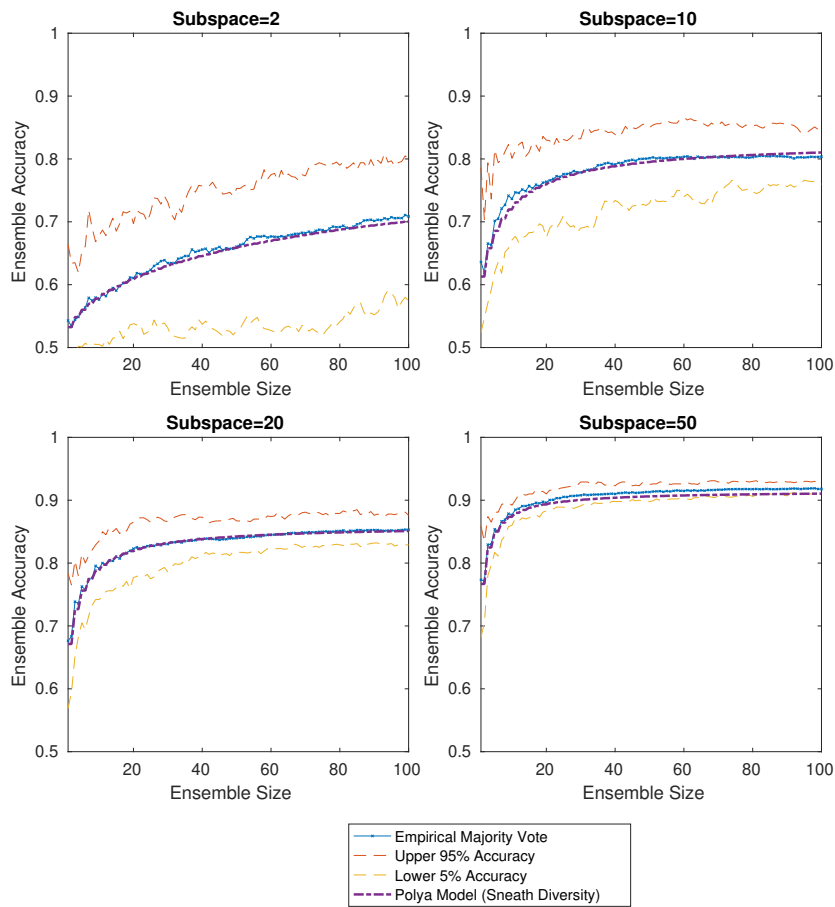 Subspace=2
Subspace=10
1
0.9
0.8
0.7
0.6
0.5
Ensemble Accuracy
20
40
60
80
100
Ensemble Size
1
0.9
0.8
0.7
0.6
0.5
Ensemble Accuracy
20
40
60
80
100
Ensemble Size
Subspace=20
Subspace=50
1
0.9
0.8
0.7
0.6
0.5
Ensemble Accuracy
20
40
60
80
100
Ensemble Size
1
0.9
0.8
0.7
0.6
0.5
Ensemble Accuracy
20
40
60
80
100
Ensemble Size
Empirical Majority Vote
Upper 95% Accuracy
Lower 5% Accuracy
Polya Model (Sneath Diversity)